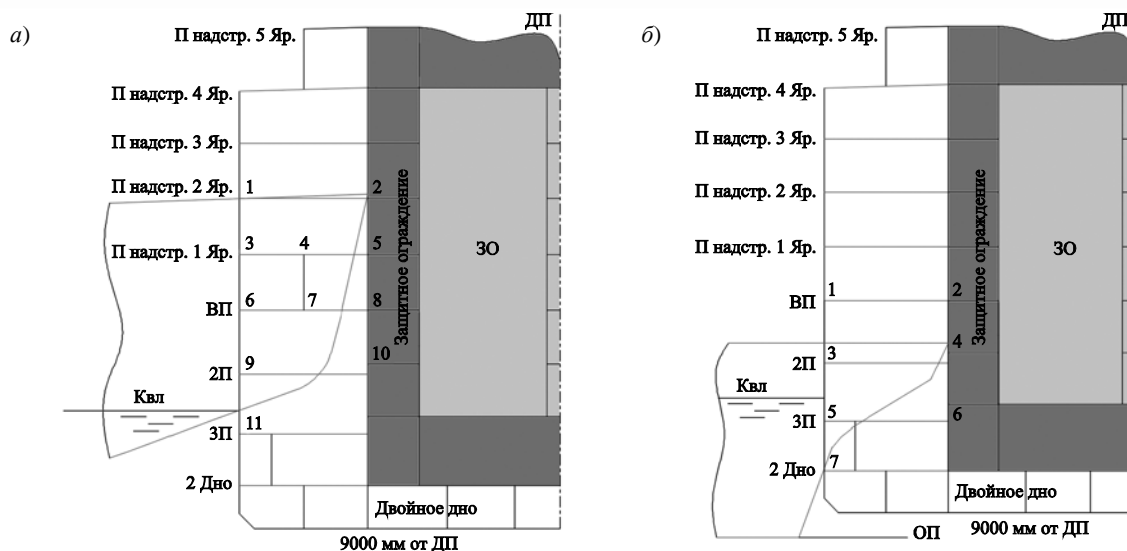 а)
ДП
П надстр. 5 Яр.
П надстр. 4 Яр.
П надстр. 3 Яр.
П надстр. 2 Яр.
1
2
П надстр. 1 Яр.
3
4
5
ЗО
Защитное ограждение
ВП
6
7
8
9
10
2П
Квл
11
3П
2 Дно
Двойное дно
9000 мм от ДП
б)
ДП
П надстр. 5 Яр.
П надстр. 4 Яр.
П надстр. 3 Яр.
П надстр. 2 Яр.
П надстр. 1 Яр.
ЗО
Защитное ограждение
1
2
ВП
3
4
2П
Квл
5
6
3П
7
2 Дно
Двойное дно
ОП
9000 мм от ДП